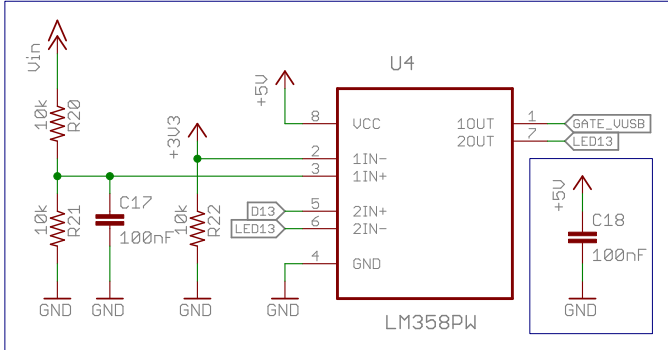 Vin
U4
10k
R20
+5V
+3V3
8
VCC
1OUT
1
GATE_VUSB
2OUT
7
LED13
2
1IN-
3
1IN+
10k
R21
C17
100nF
10k
R22
D13
5
2IN+
LED13
6
2IN-
4
GND
+5V
C18
100nF
GND
GND
GND
GND
GND
LM358PW